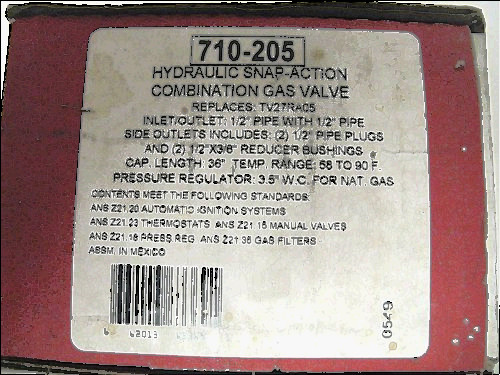 710-205
HYDRAULIC SNAP-ACTION
COMBINATION GAS VALVE
REPLACES: TV27RA05
INLET/OUTLET: 1/2" PIPE WITH 1/2" PIPE
SIDE OUTLETS INCLUDES: (2) 1/2" PIPE PLUGS
AND (2) 1/2"X3/8" REDUCER BUSHINGS
CAP. LENGTH: 36" TEMP. RANGE: 58 TO 90 F.
PRESSURE REGULATOR: 3.5" W.C. FOR NAT. GAS
CONTENTS MEET THE FOLLOWING STANDARDS:
ANS Z21.20 AUTOMATIC IGNITION SYSTEMS
ANS Z21.23 THERMOSTATS ANS Z21.15 MANUAL VALVES
ANS Z21.18 PRESS REG. ANS Z21.35 GAS FILTERS
ASSM. IN MEXICO
6 62013
0549